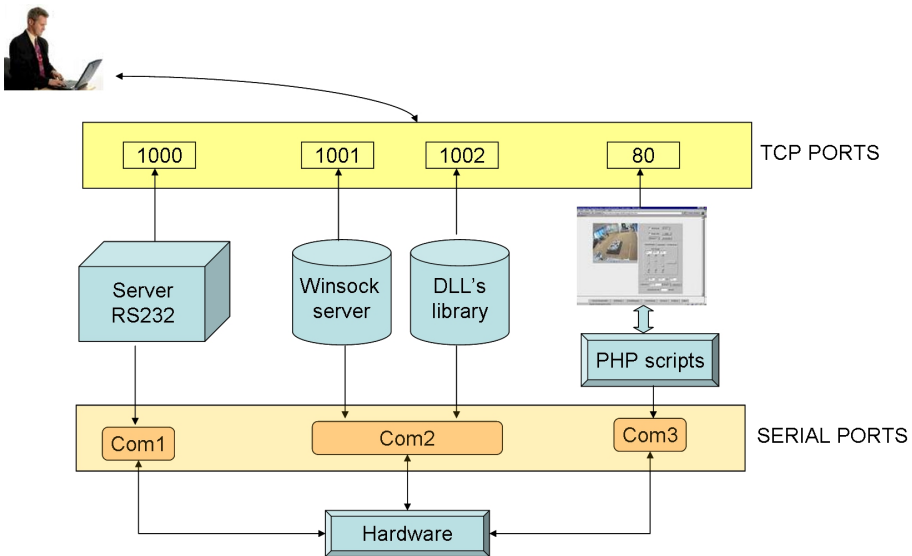 1000
1001
1002
80
TCP PORTS
Server
RS232
Winsock
server
DLL's
library
PHP scripts
Com1
Com2
Com3
SERIAL PORTS
Hardware